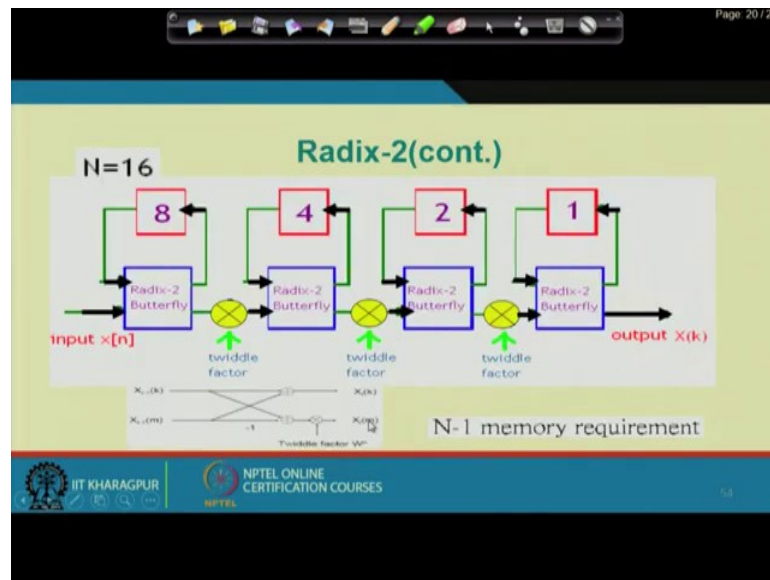 Page: 20/2
Radix-2(cont.)
N=16
8
4
2
1
Radix-2 Butterfly
Radix-2 Butterfly
Radix-2 Butterfly
Radix-2 Butterfly
input x[n]
output X(k)
twiddle factor
twiddle factor
twiddle factor
-1
Twiddle factor
N-1 memory requirement
IIT KHARAGPUR
NPTEL
NPTEL ONLINE
CERTIFICATION COURSES